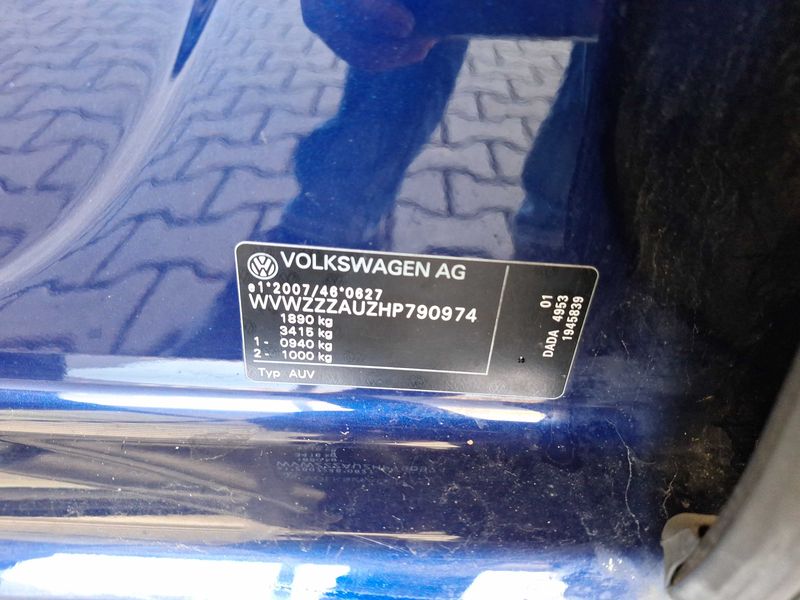 VOLKSWAGEN AG
e1*2007/46*0627
WVWZZZAUZHP790974
1890 kg
3415 kg
1 - 0940 kg
2 - 1000 kg
Typ AUV
01
DADA 4953
1945839